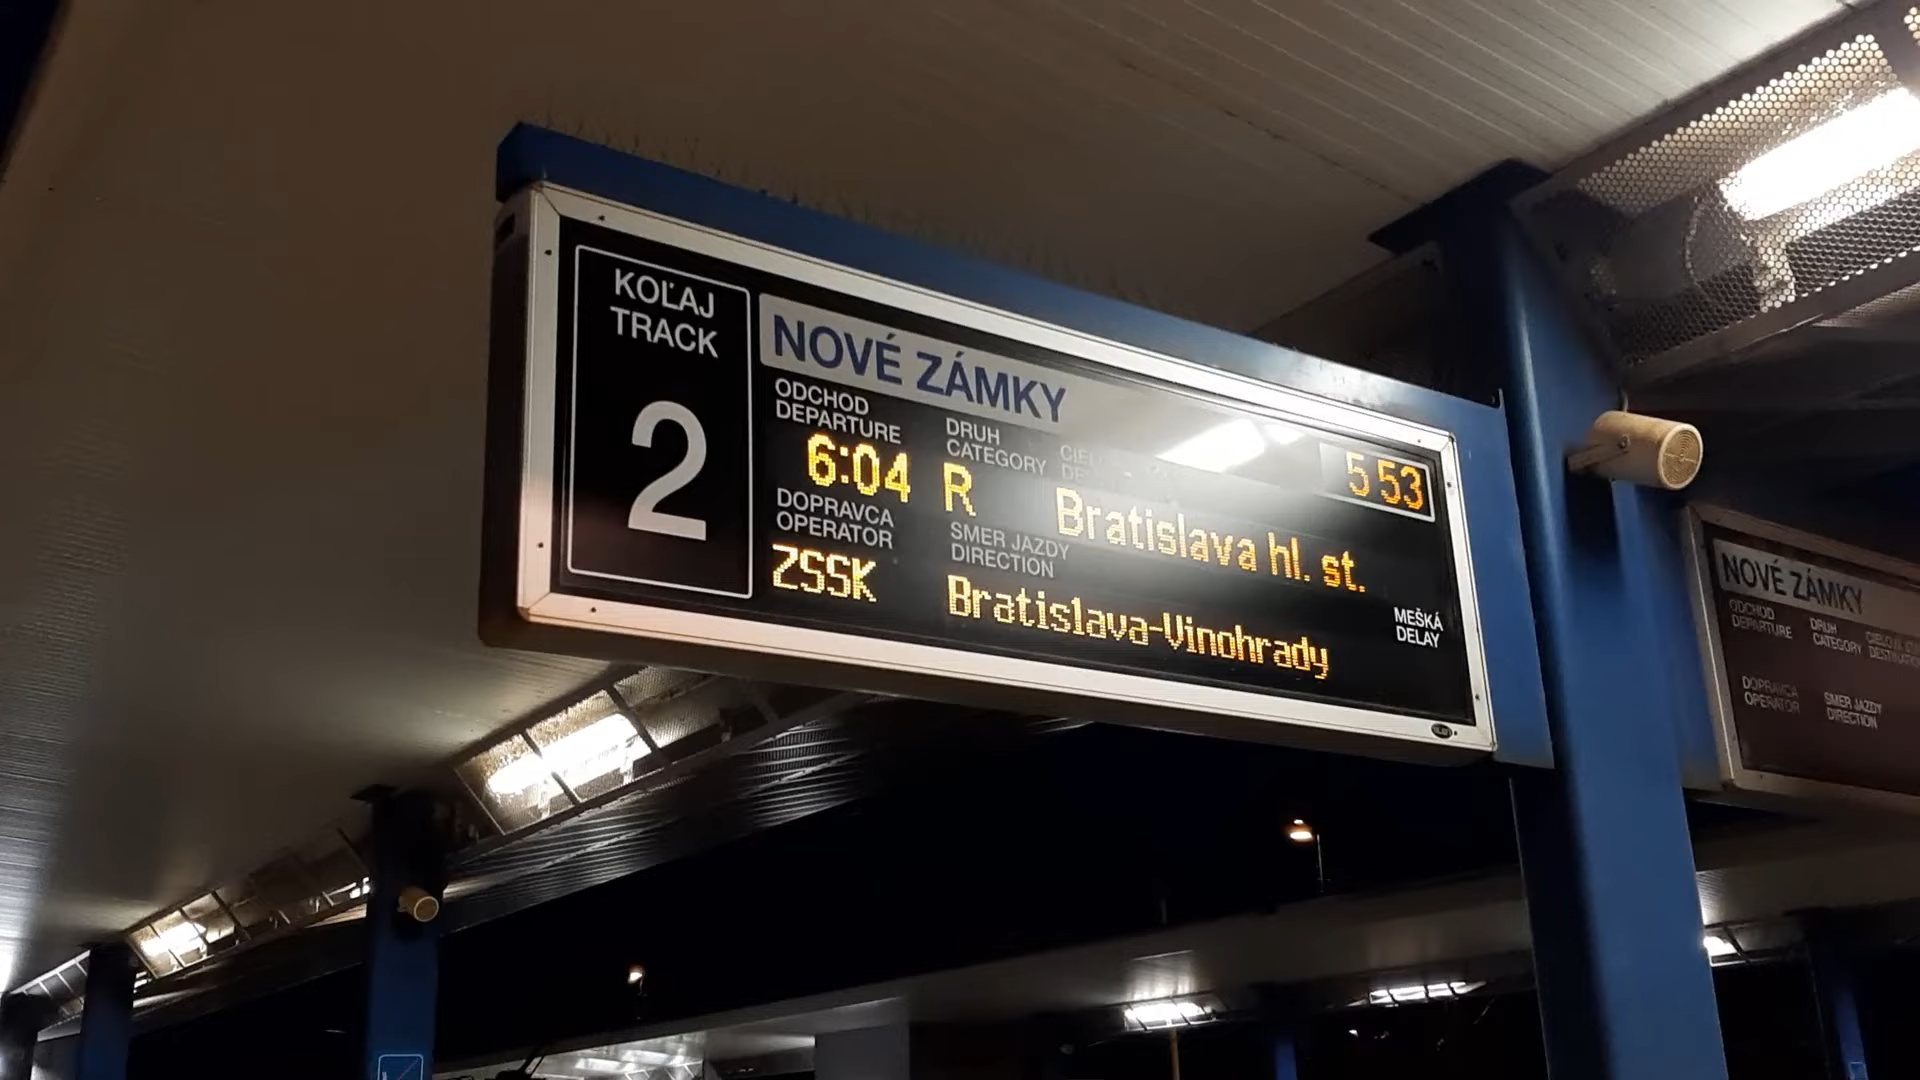 KOĽAJ
TRACK
2
NOVÉ ZÁMKY
ODCHOD
DEPARTURE
DRUH
CATEGORY
5 53
6:04 R Bratislava hl. st.
DOPRAVCA
OPERATOR
SMER JAZDY
DIRECTION
ZSSK Bratislava-Vinohrady
MEŠKÁ
DELAY
NOVÉ ZÁMKY
ODCHOD
DEPARTURE
DRUH
CATEGORY
DOPRAVCA
OPERATOR
SMER JAZDY
DIRECTION